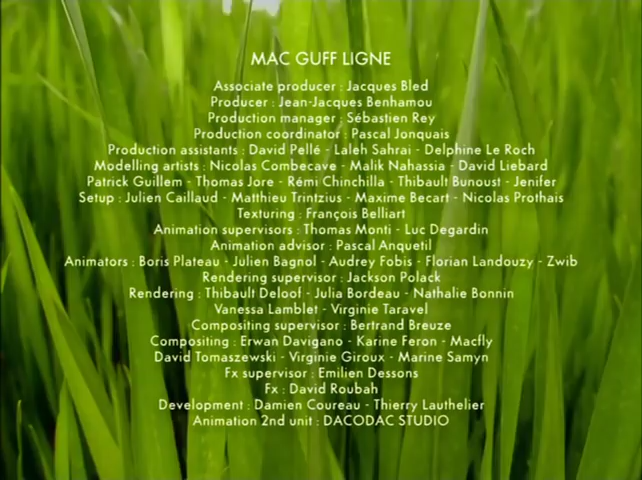 MAC GUFF LIGNE
Associate producer : Jacques Bled
Producer : Jean-Jacques Benhamou
Production manager : Sébastien Rey
Production coordinator : Pascal Jonquais
Production assistants : David Pellé - Laleh Sahrai - Delphine Le Roch
Modelling artists : Nicolas Combecave - Malik Nahassia - David Liebard
Patrick Guillem - Thomas Jore - Rémi Chinchilla - Thibault Bunoust - Jenifer
Setup : Julien Caillaud - Matthieu Trintzius - Maxime Becart - Nicolas Prothais
Texturing : François Belliart
Animation supervisors : Thomas Monti - Luc Degardin
Animation advisor : Pascal Anquetil
Animators : Boris Plateau - Julien Bagnol - Audrey Fobis - Florian Landouzy - Zwib
Rendering supervisor : Jackson Polack
Rendering : Thibault Deloof - Julia Bordeau - Nathalie Bonnin
Vanessa Lamblet - Virginie Taravel
Compositing supervisor : Bertrand Breuze
Compositing : Erwan Davigano - Karine Feron - Macfly
David Tomaszewski - Virginie Giroux - Marine Samyn
Fx supervisor : Emilien Dessons
Fx : David Roubah
Development : Damien Coureau - Thierry Lauthelier
Animation 2nd unit : DACODAC STUDIO